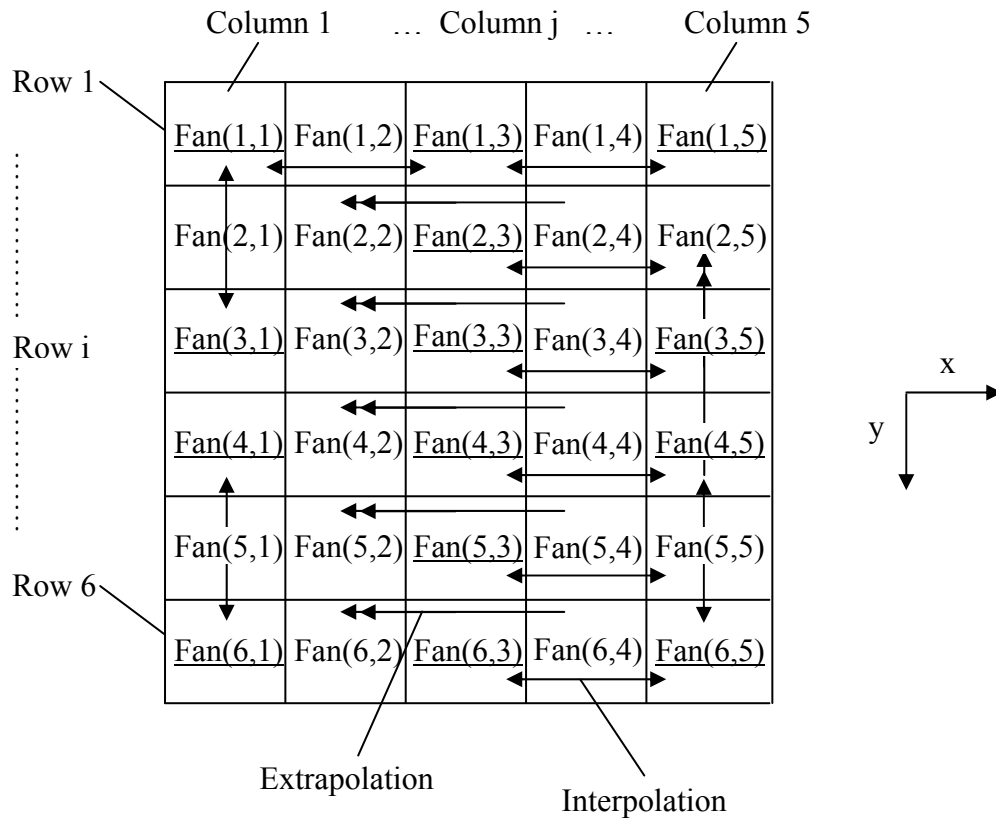 Column 1 … Column j … Column 5
Row 1
Fan(1,1) Fan(1,2) Fan(1,3) Fan(1,4) Fan(1,5)
Fan(2,1) Fan(2,2) Fan(2,3) Fan(2,4) Fan(2,5)
Row i
Fan(3,1) Fan(3,2) Fan(3,3) Fan(3,4) Fan(3,5)
x
y
Fan(4,1) Fan(4,2) Fan(4,3) Fan(4,4) Fan(4,5)
Fan(5,1) Fan(5,2) Fan(5,3) Fan(5,4) Fan(5,5)
Row 6
Fan(6,1) Fan(6,2) Fan(6,3) Fan(6,4) Fan(6,5)
Extrapolation
Interpolation